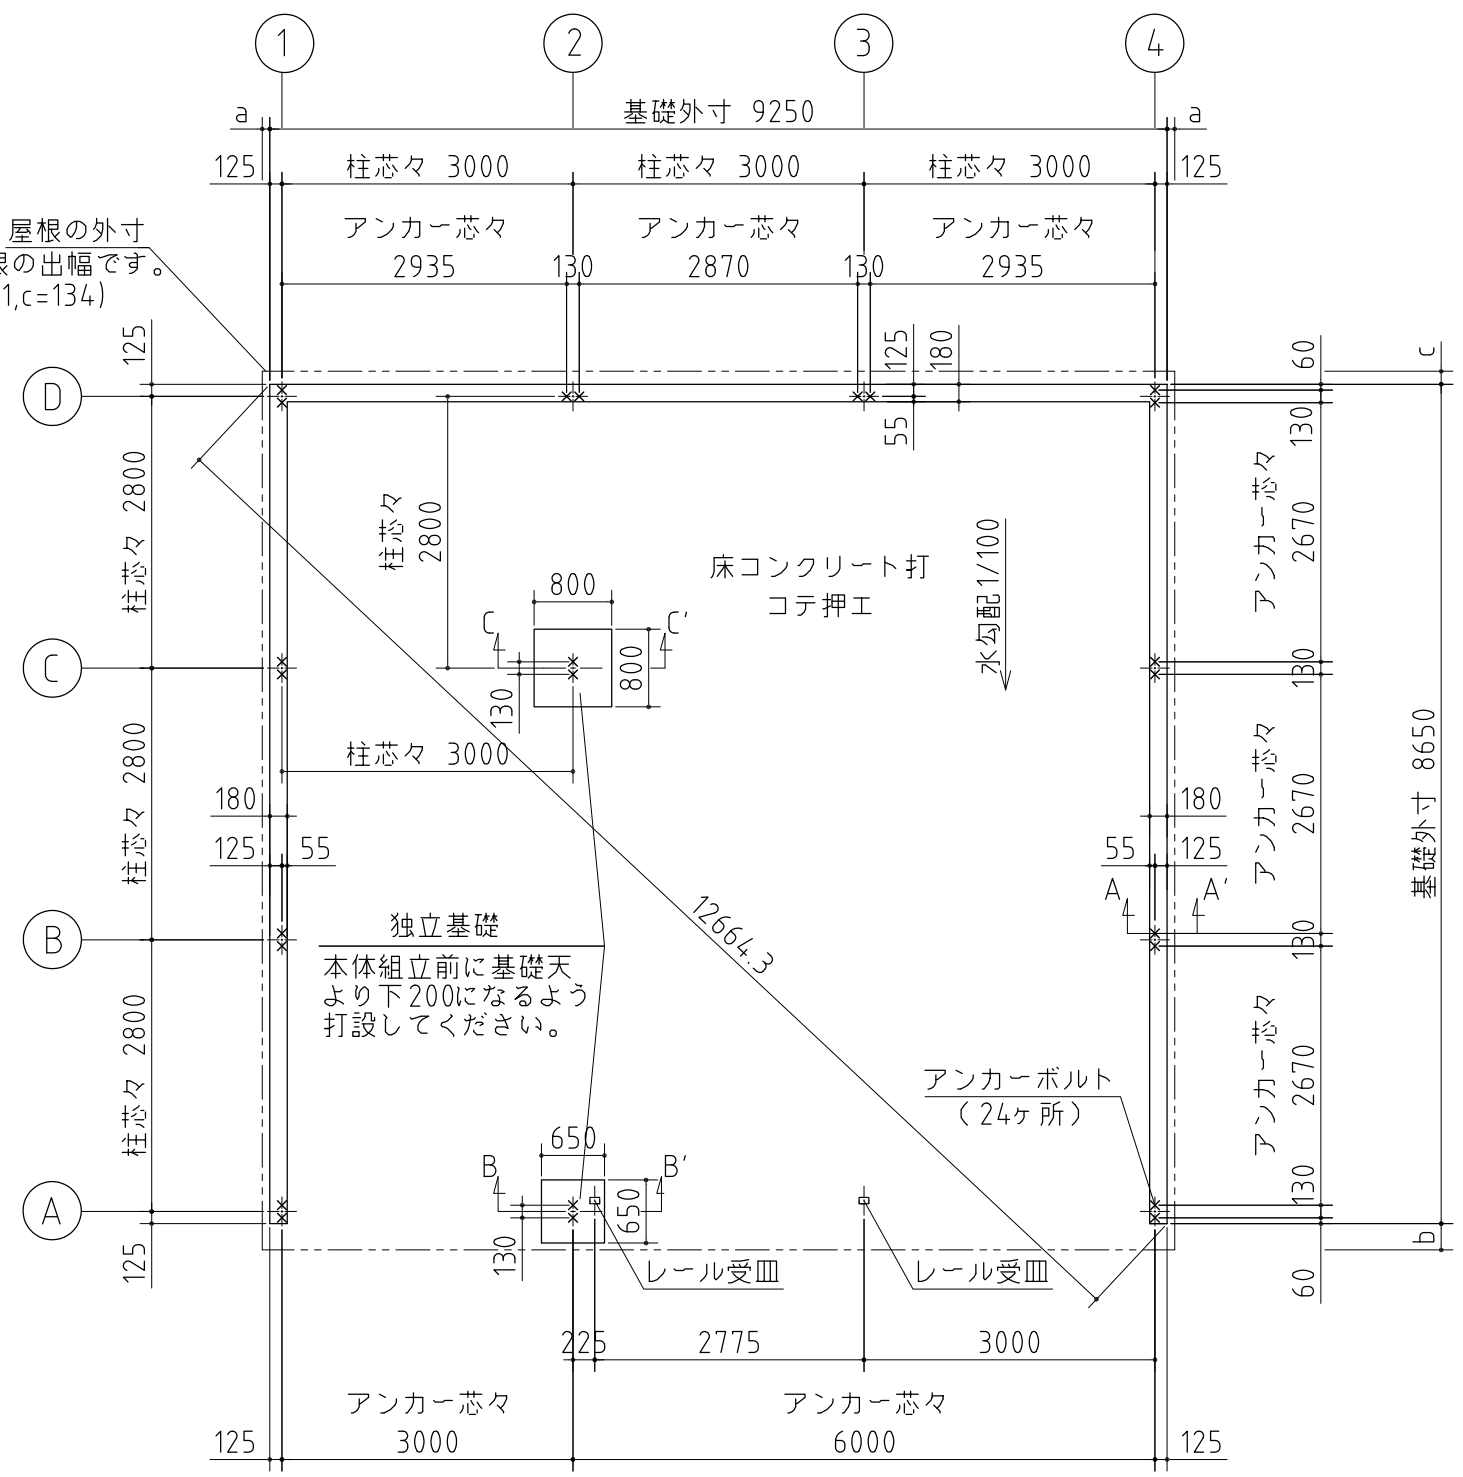 1
2
3
4
a
基礎外寸 9250
a
125
柱芯々 3000
柱芯々 3000
柱芯々 3000
125
屋根の外寸
根の出幅です。
1,c=134)
アンカー芯々
アンカー芯々
アンカー芯々
2935
130
2870
130
2935
125
125
180
60
c
D
55
130
柱芯々 2800
柱芯々
2800
床コンクリート打
コテ押エ
水勾配1/100
アンカー芯々
2670
800
C
C'
800
130
C
130
柱芯々 3000
柱芯々 2800
アンカー芯々
2670
基礎外寸 8650
180
180
125
55
55
125
A
A'
12664.3
B
130
独立基礎
本体組立前に基礎天
より下200になるよう
打設してください。
柱芯々 2800
アンカー芯々
2670
アンカーボルト
(24ケ所)
650
B
B'
650
130
A
130
125
b
60
レール受皿
レール受皿
225
2775
3000
アンカー芯々
アンカー芯々
125
3000
6000
125